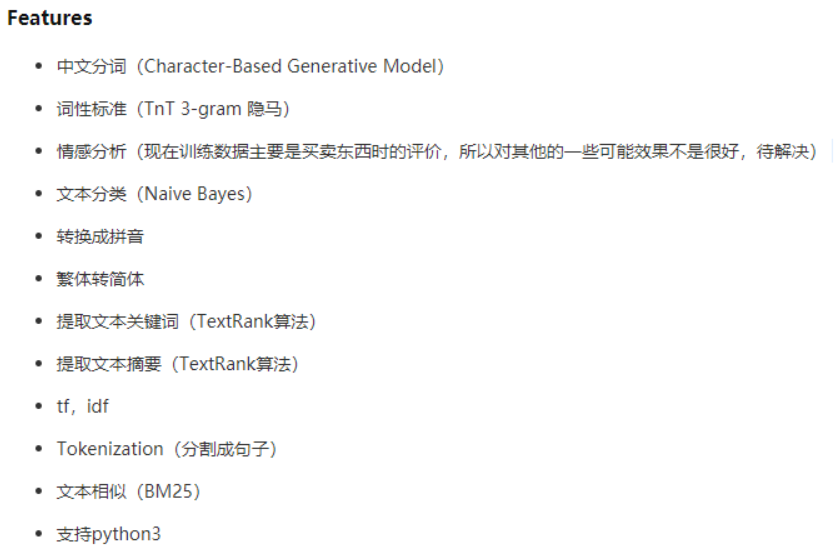 Features
中文分词（Character-Based Generative Model）
词性标准（TnT 3-gram 隐马）
情感分析（现在训练数据主要是买卖东西时的评价，所以对其他的一些可能效果不是很好，待解决）
文本分类（Naive Bayes）
转换成拼音
繁体转简体
提取文本关键词（TextRank算法）
提取文本摘要（TextRank算法）
tf，idf
Tokenization（分割成句子）
文本相似（BM25）
支持python3